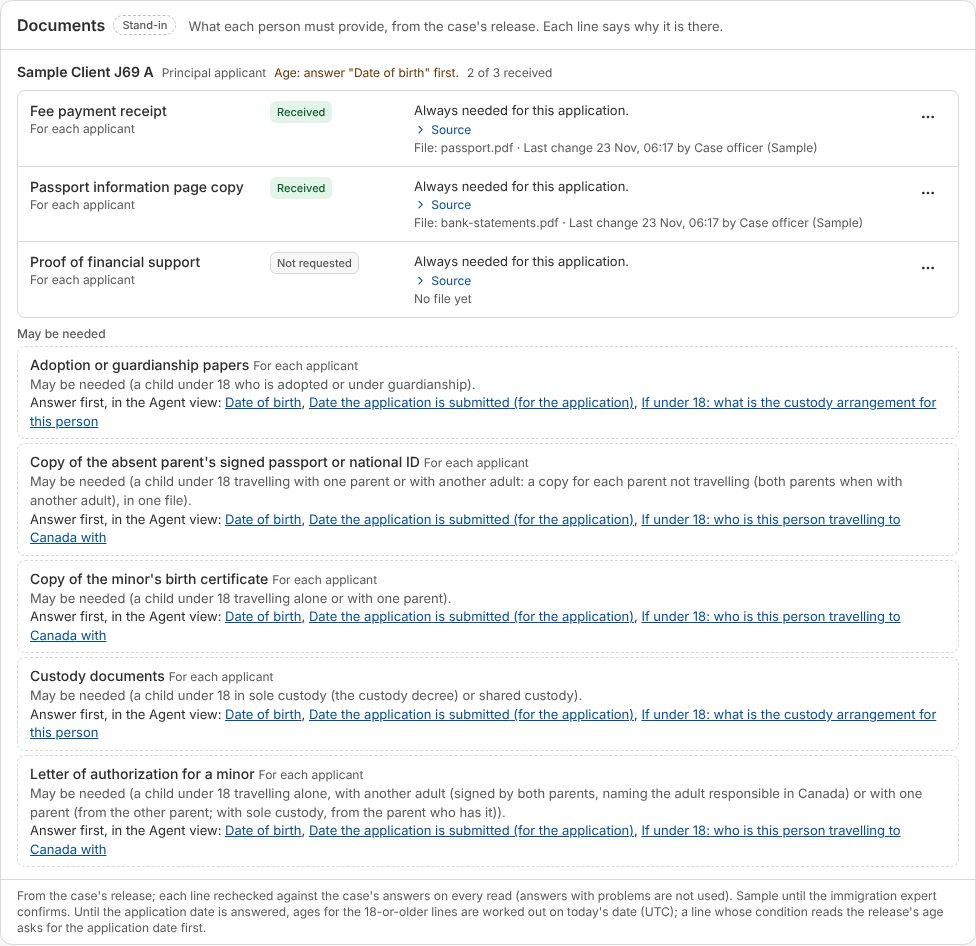 Documents Stand-in What each person must provide, from the case's release. Each line says why it is there.
Sample Client J69 A Principal applicant Age: answer "Date of birth" first. 2 of 3 received
Fee payment receipt Received Always needed for this application. ...
For each applicant > Source
File: passport.pdf · Last change 23 Nov, 06:17 by Case officer (Sample)
Passport information page copy Received Always needed for this application. ...
For each applicant > Source
File: bank-statements.pdf · Last change 23 Nov, 06:17 by Case officer (Sample)
Proof of financial support Not requested Always needed for this application. ...
For each applicant > Source
No file yet
May be needed
Adoption or guardianship papers For each applicant
May be needed (a child under 18 who is adopted or under guardianship).
Answer first, in the Agent view: Date of birth, Date the application is submitted (for the application), If under 18: what is the custody arrangement for
this person
Copy of the absent parent's signed passport or national ID For each applicant
May be needed (a child under 18 travelling with one parent or with another adult: a copy for each parent not travelling (both parents when with
another adult), in one file).
Answer first, in the Agent view: Date of birth, Date the application is submitted (for the application), If under 18: who is this person travelling to
Canada with
Copy of the minor's birth certificate For each applicant
May be needed (a child under 18 travelling alone or with one parent).
Answer first, in the Agent view: Date of birth, Date the application is submitted (for the application), If under 18: who is this person travelling to
Canada with
Custody documents For each applicant
May be needed (a child under 18 in sole custody (the custody decree) or shared custody).
Answer first, in the Agent view: Date of birth, Date the application is submitted (for the application), If under 18: what is the custody arrangement for
this person
Letter of authorization for a minor For each applicant
May be needed (a child under 18 travelling alone, with another adult (signed by both parents, naming the adult responsible in Canada) or with one
parent (from the other parent; with sole custody, from the parent who has it)).
Answer first, in the Agent view: Date of birth, Date the application is submitted (for the application), If under 18: who is this person travelling to
Canada with
From the case's release; each line rechecked against the case's answers on every read (answers with problems are not used). Sample until the immigration expert
confirms. Until the application date is answered, ages for the 18-or-older lines are worked out on today's date (UTC); a line whose condition reads the release's age
asks for the application date first.